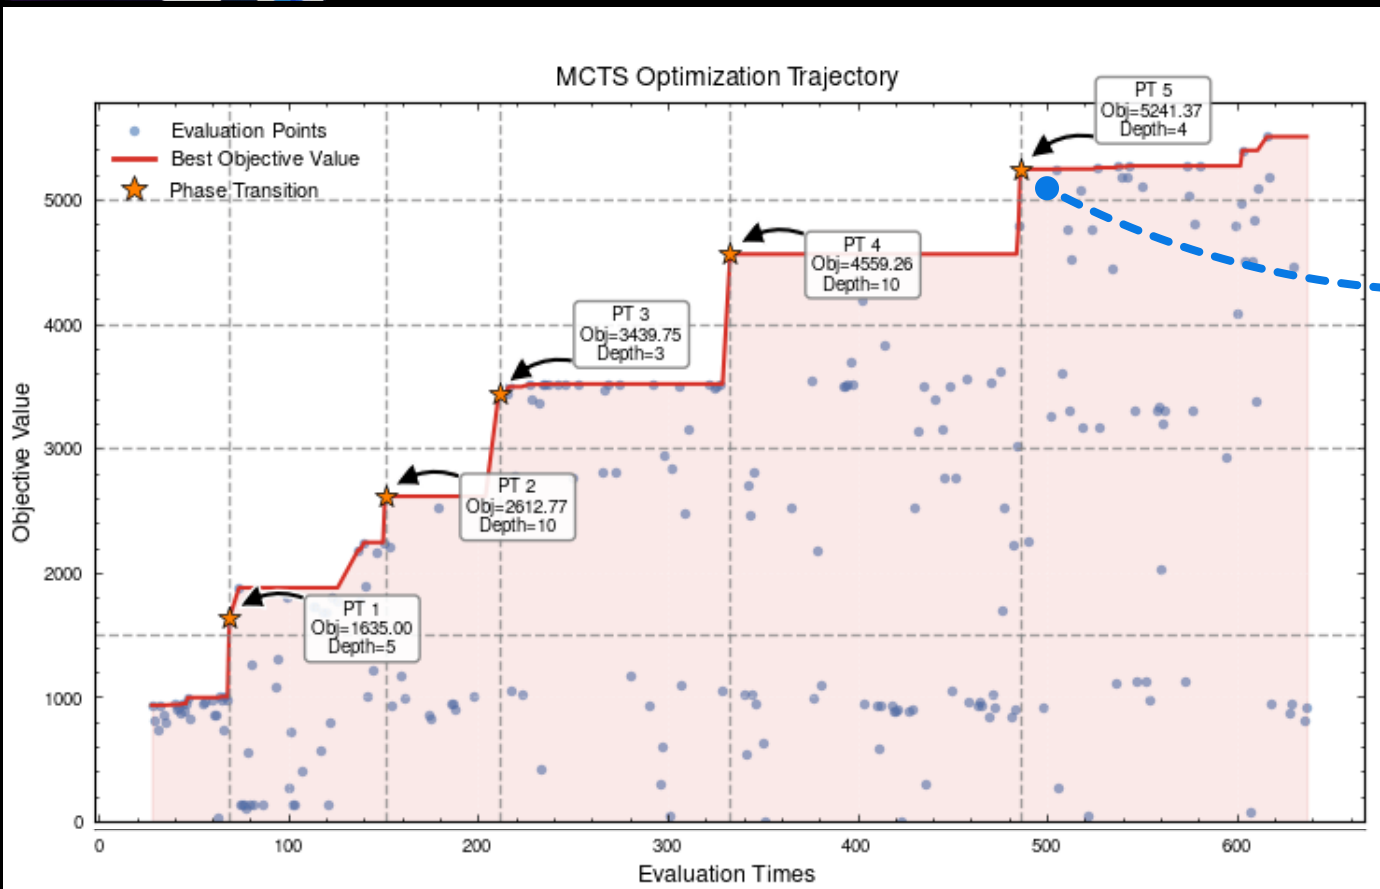 MCTS Optimization Trajectory
Evaluation Points
Best Objective Value
Phase Transition
PT 5
Obj=5241.37
Depth=4
PT 4
Obj=4559.26
Depth=10
PT 3
Obj=3439.75
Depth=3
PT 2
Obj=2612.77
Depth=10
PT 1
Obj=1635.00
Depth=5
Objective Value
5000
4000
3000
2000
1000
0
0 100 200 300 400 500 600
Evaluation Times